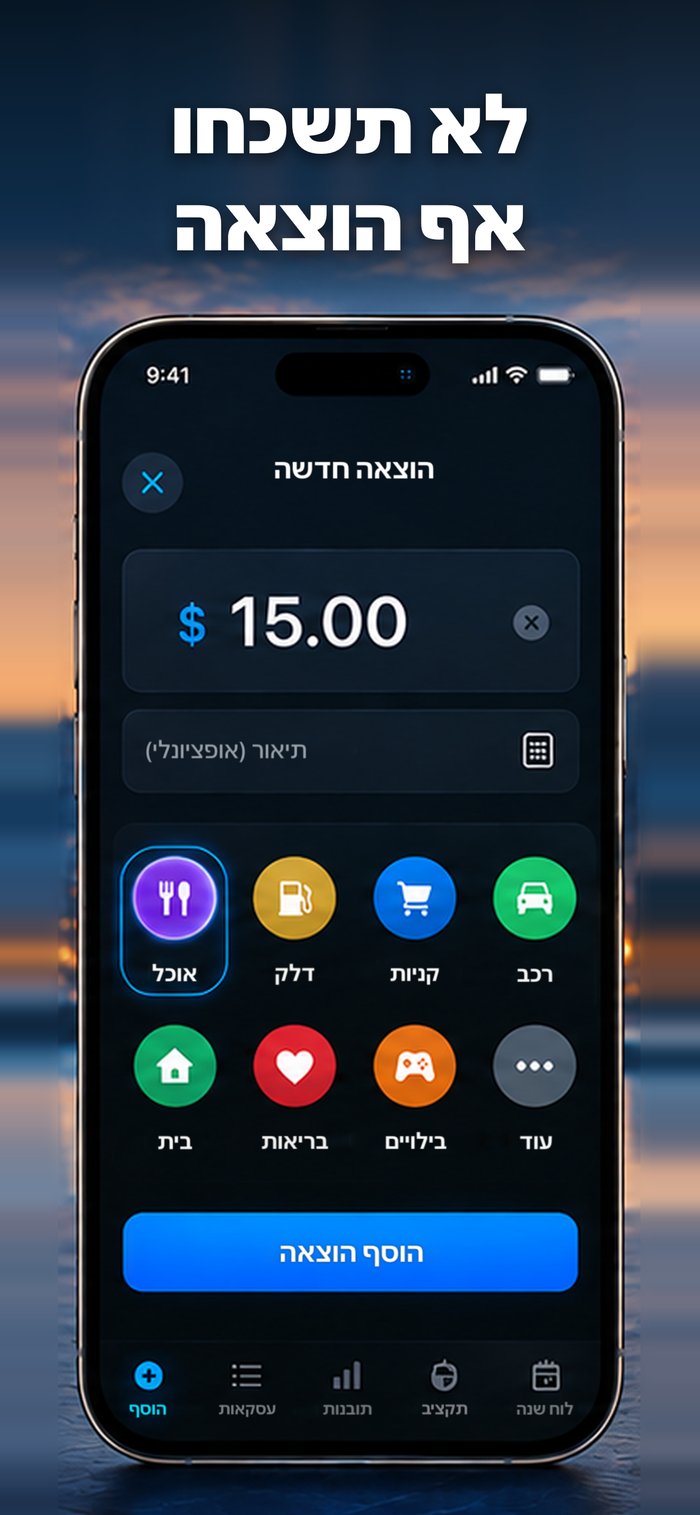 לא תשכחו
אף הוצאה
9:41
הוצאה חדשה
$ 15.00
תיאור (אופציונלי)
אוכל דלק קניות רכב
בית בריאות בילויים עוד
הוסף הוצאה
הוסף עסקאות תובנות תקציב לוח שנה